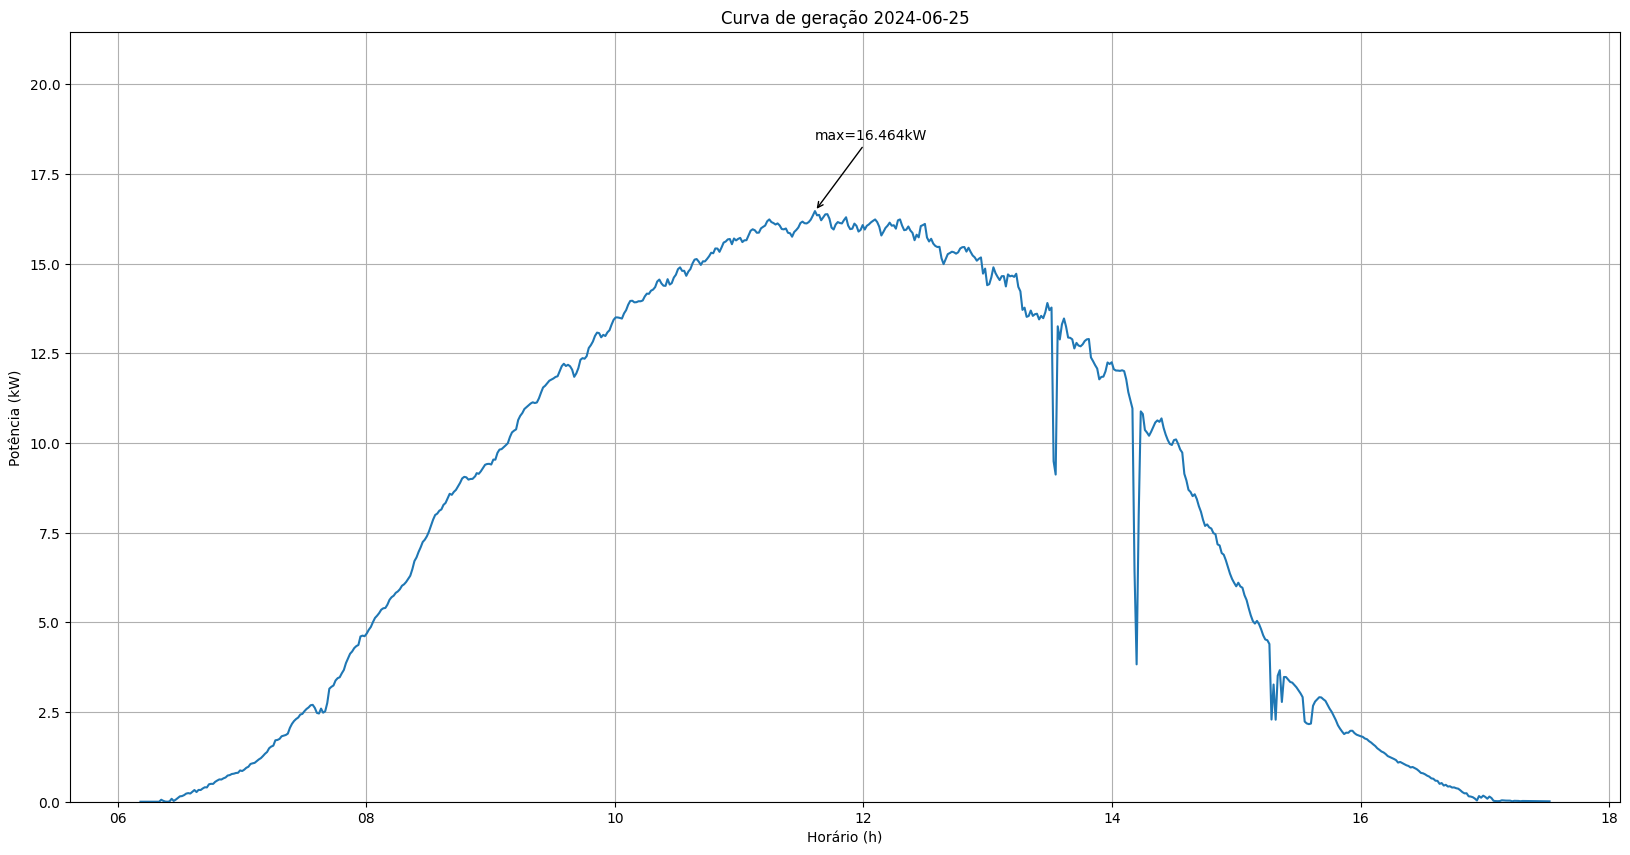 Curva de geração 2024-06-25
20.0
17.5
15.0
12.5
10.0
7.5
5.0
2.5
0.0
Potência (kW)
max=16.464kW
06 08 10 12 14 16 18
Horário (h)